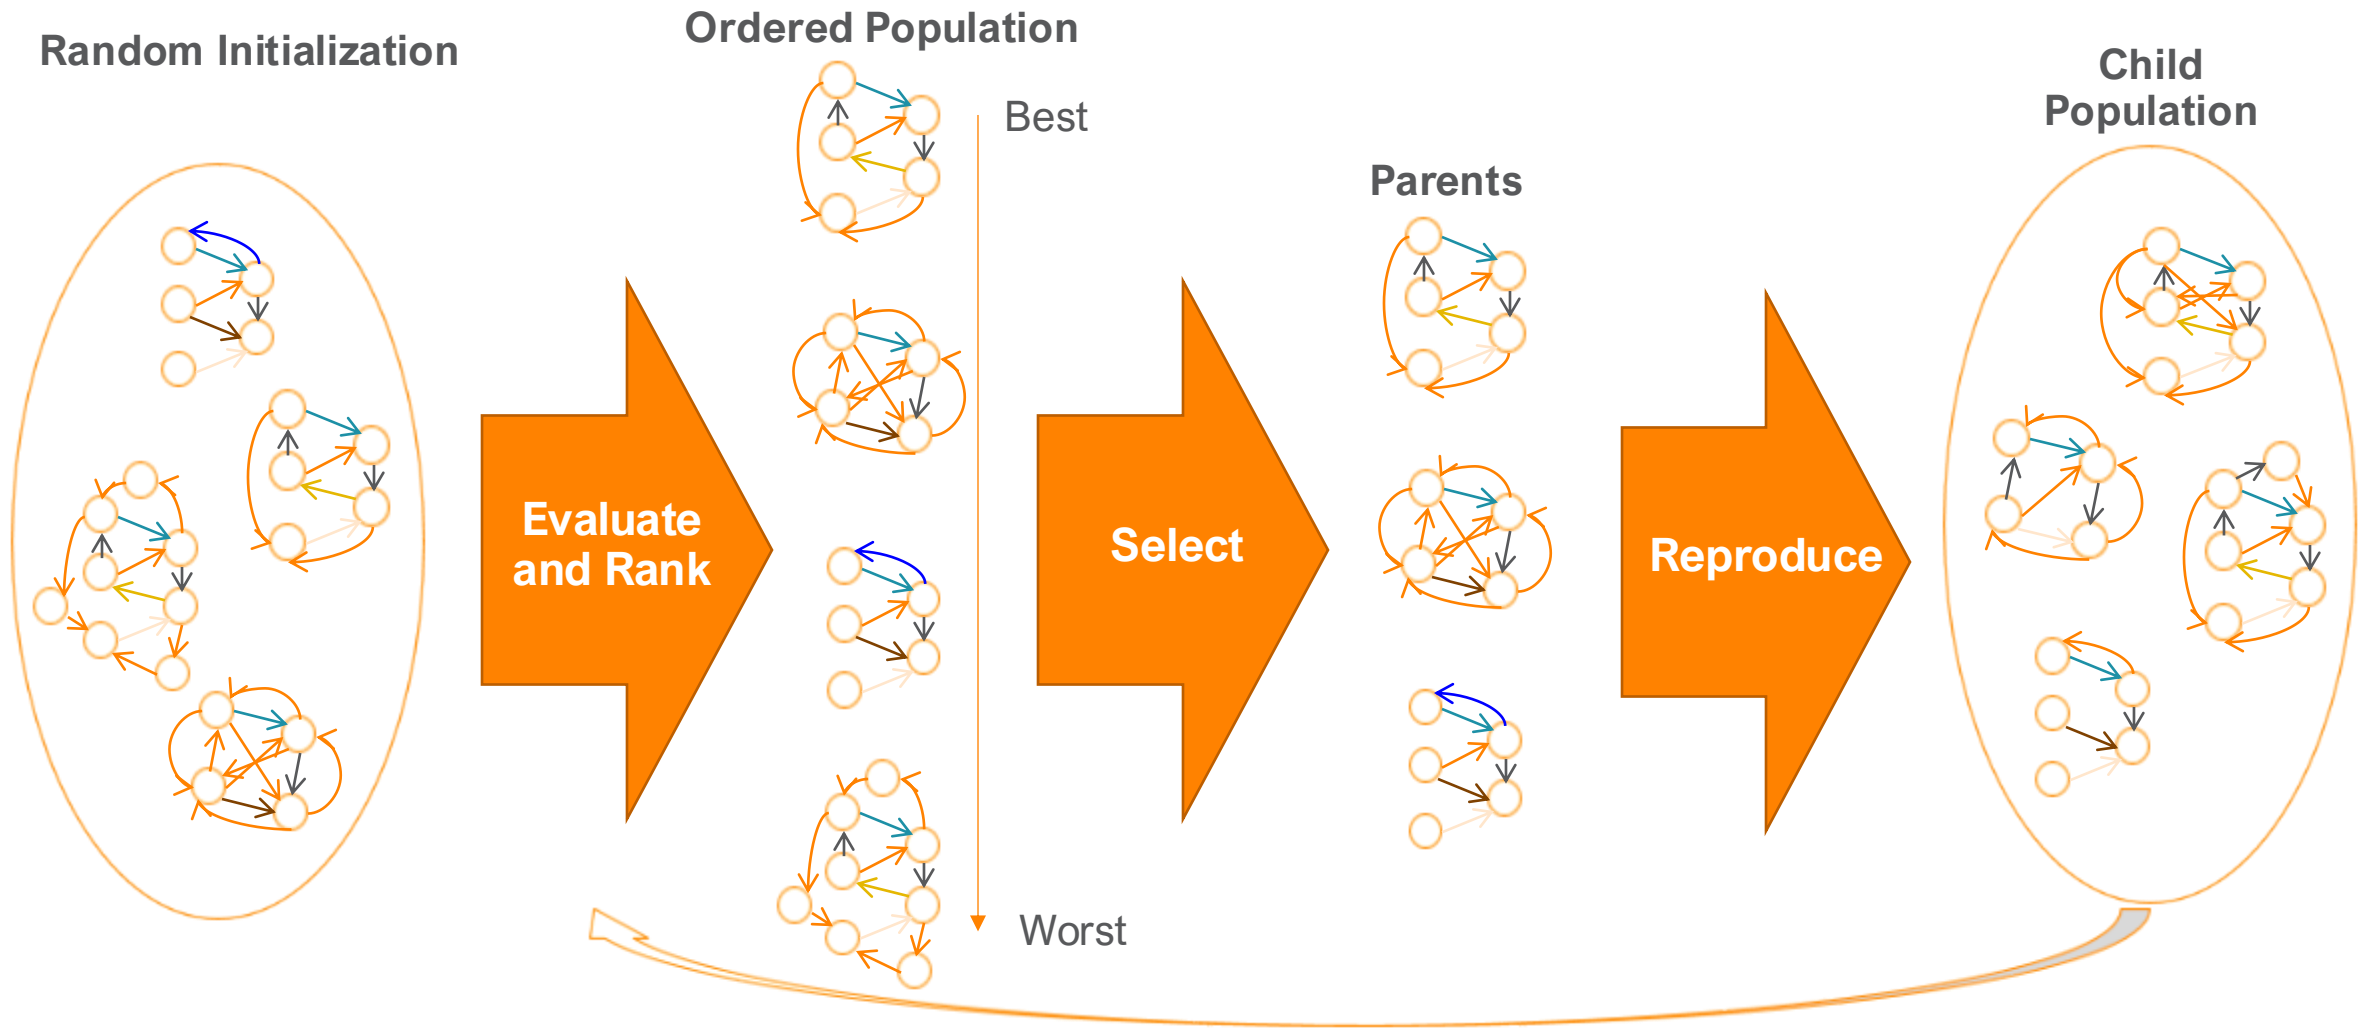 Random Initialization
Ordered Population
Best
Worst
Evaluate
and Rank
Select
Parents
Reproduce
Child
Population